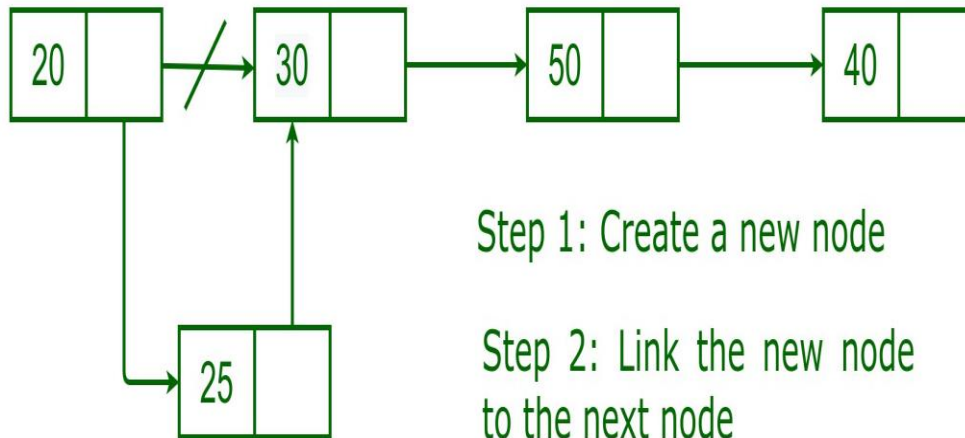 20
30
50
40
Step 1: Create a new node
Step 2: Link the new node
to the next node
25